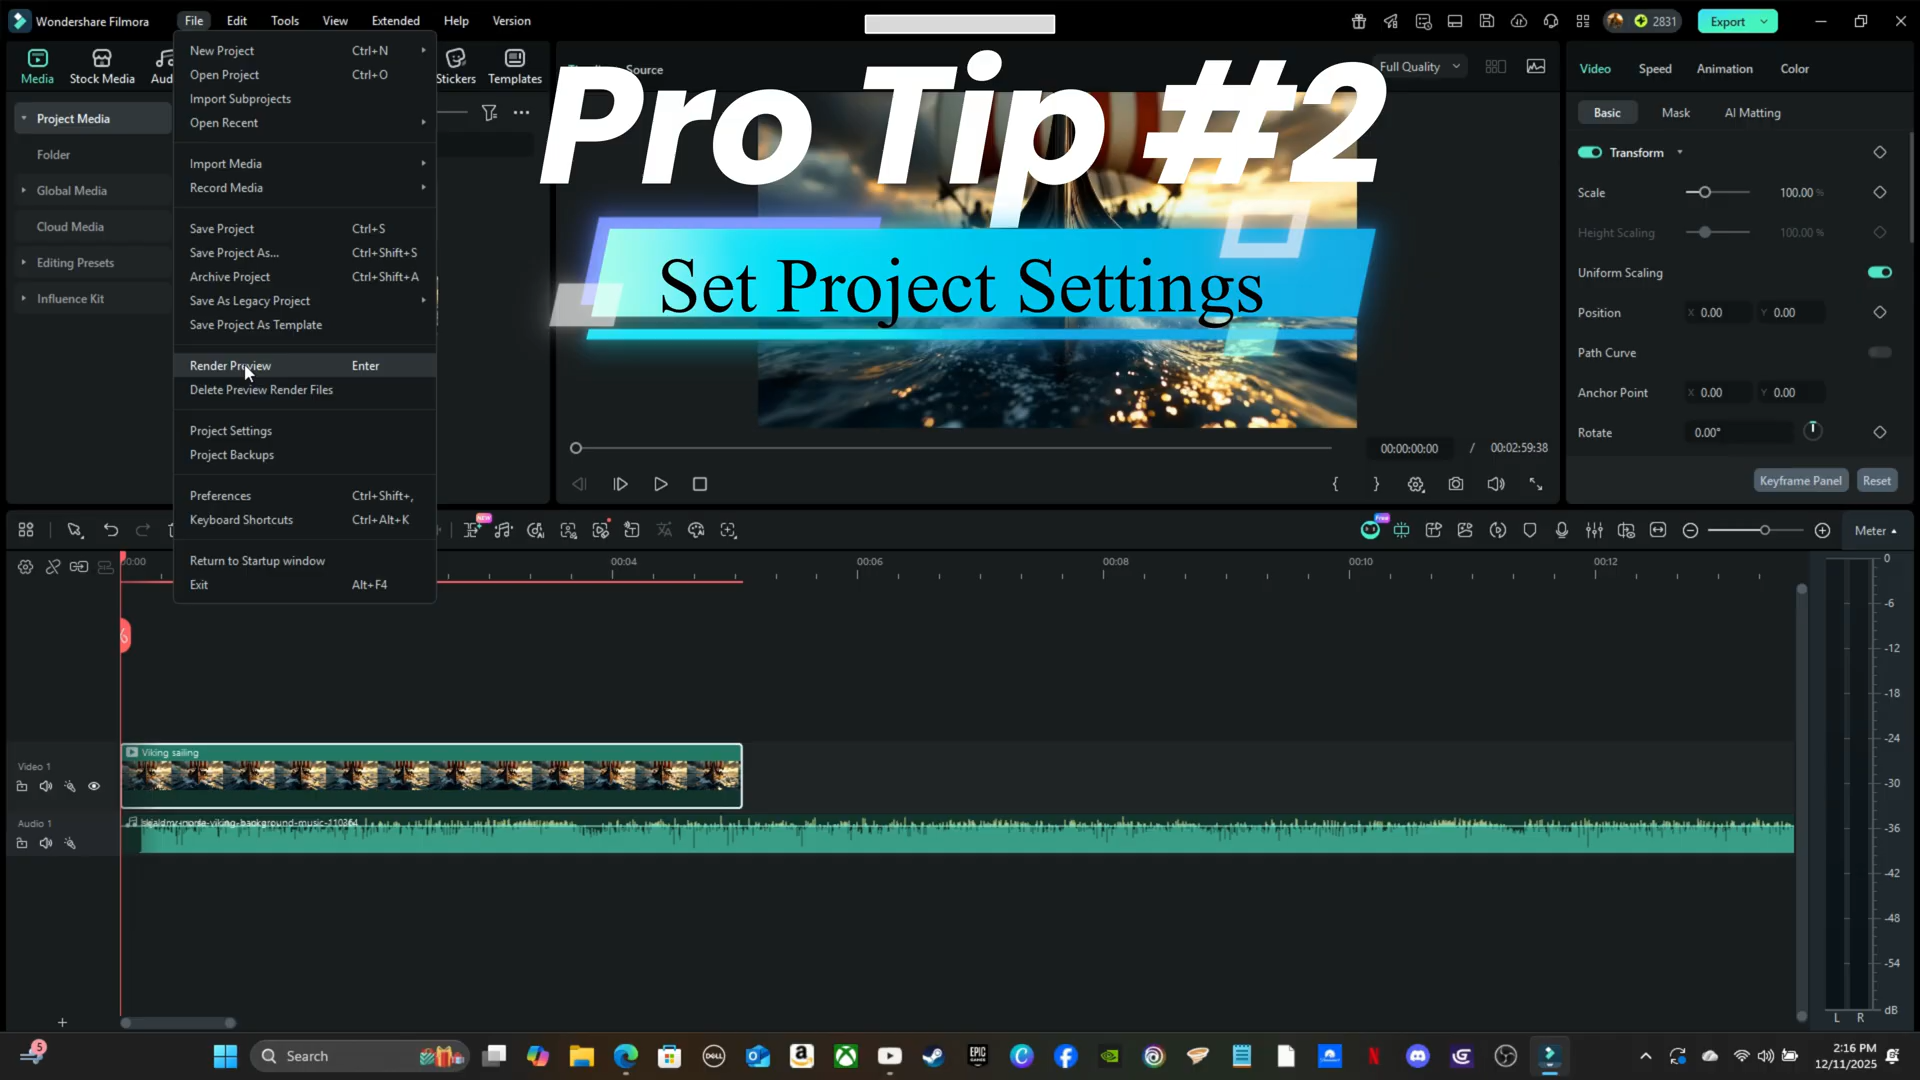 Wondershare Filmora
File
Edit
Tools
View
Extended
Help
Version
2831
Export
Media
Stock Media
Stickers
Templates
Full Quality
Project Media
Folder
Global Media
Cloud Media
Editing Presets
Influence Kit
New Project Ctrl+N
Open Project Ctrl+O
Import Subprojects
Open Recent
Import Media
Record Media
Save Project Ctrl+S
Save Project As... Ctrl+Shift+S
Archive Project Ctrl+Shift+A
Save As Legacy Project
Save Project As Template
Render Preview Enter
Delete Preview Render Files
Project Settings
Project Backups
Preferences Ctrl+Shift+,
Keyboard Shortcuts Ctrl+Alt+K
Return to Startup window
Exit Alt+F4
Source
Pro Tip #2
Set Project Settings
00:00:00:00 / 00:02:59:38
Video
Speed
Animation
Color
Basic
Mask
AI Matting
Transform
Scale 100.00 %
Height Scaling 100.00 %
Uniform Scaling
Position X 0.00 Y 0.00
Path Curve
Anchor Point X 0.00 Y 0.00
Rotate 0.00°
Keyframe Panel
Reset
NEW
Free
Meter
00:00
00:04
00:06
00:08
00:10
00:12
Video 1
Viking sailing
Audio 1
0
-6
-12
-18
-24
-30
-36
-42
-48
-54
dB
L R
5
Search
DELL
EPIC GAMES
2:16 PM
12/11/2025